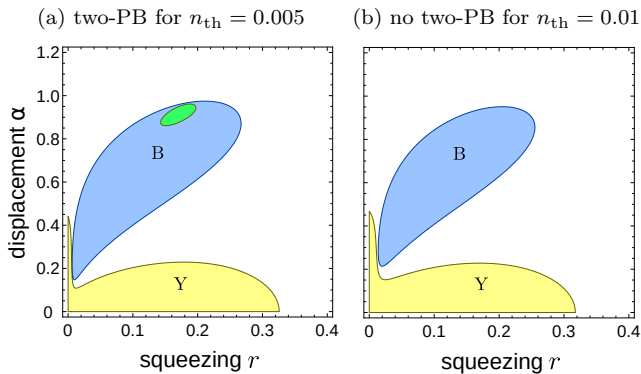 (a) two-PB for nth = 0.005
(b) no two-PB for nth = 0.01
displacement α
1.2
1.0
0.8
0.6
0.4
0.2
0
B
Y
0 0.1 0.2 0.3 0.4
squeezing r
B
Y
0 0.1 0.2 0.3 0.4
squeezing r